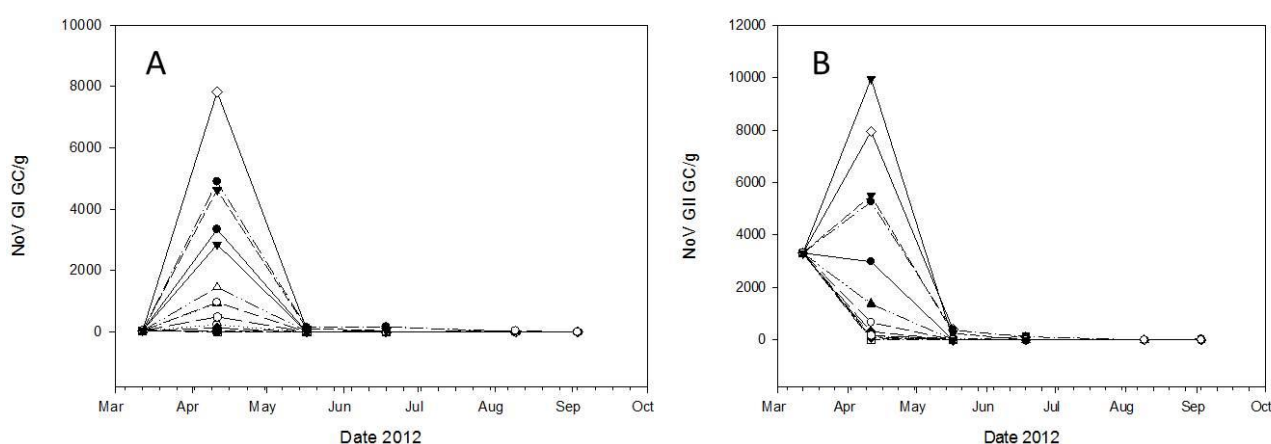 A
NoV GI GC/g
10000
8000
6000
4000
2000
0
Mar Apr May Jun Jul Aug Sep Oct
Date 2012
B
NoV GII GC/g
12000
10000
8000
6000
4000
2000
0
Mar Apr May Jun Jul Aug Sep Oct
Date 2012